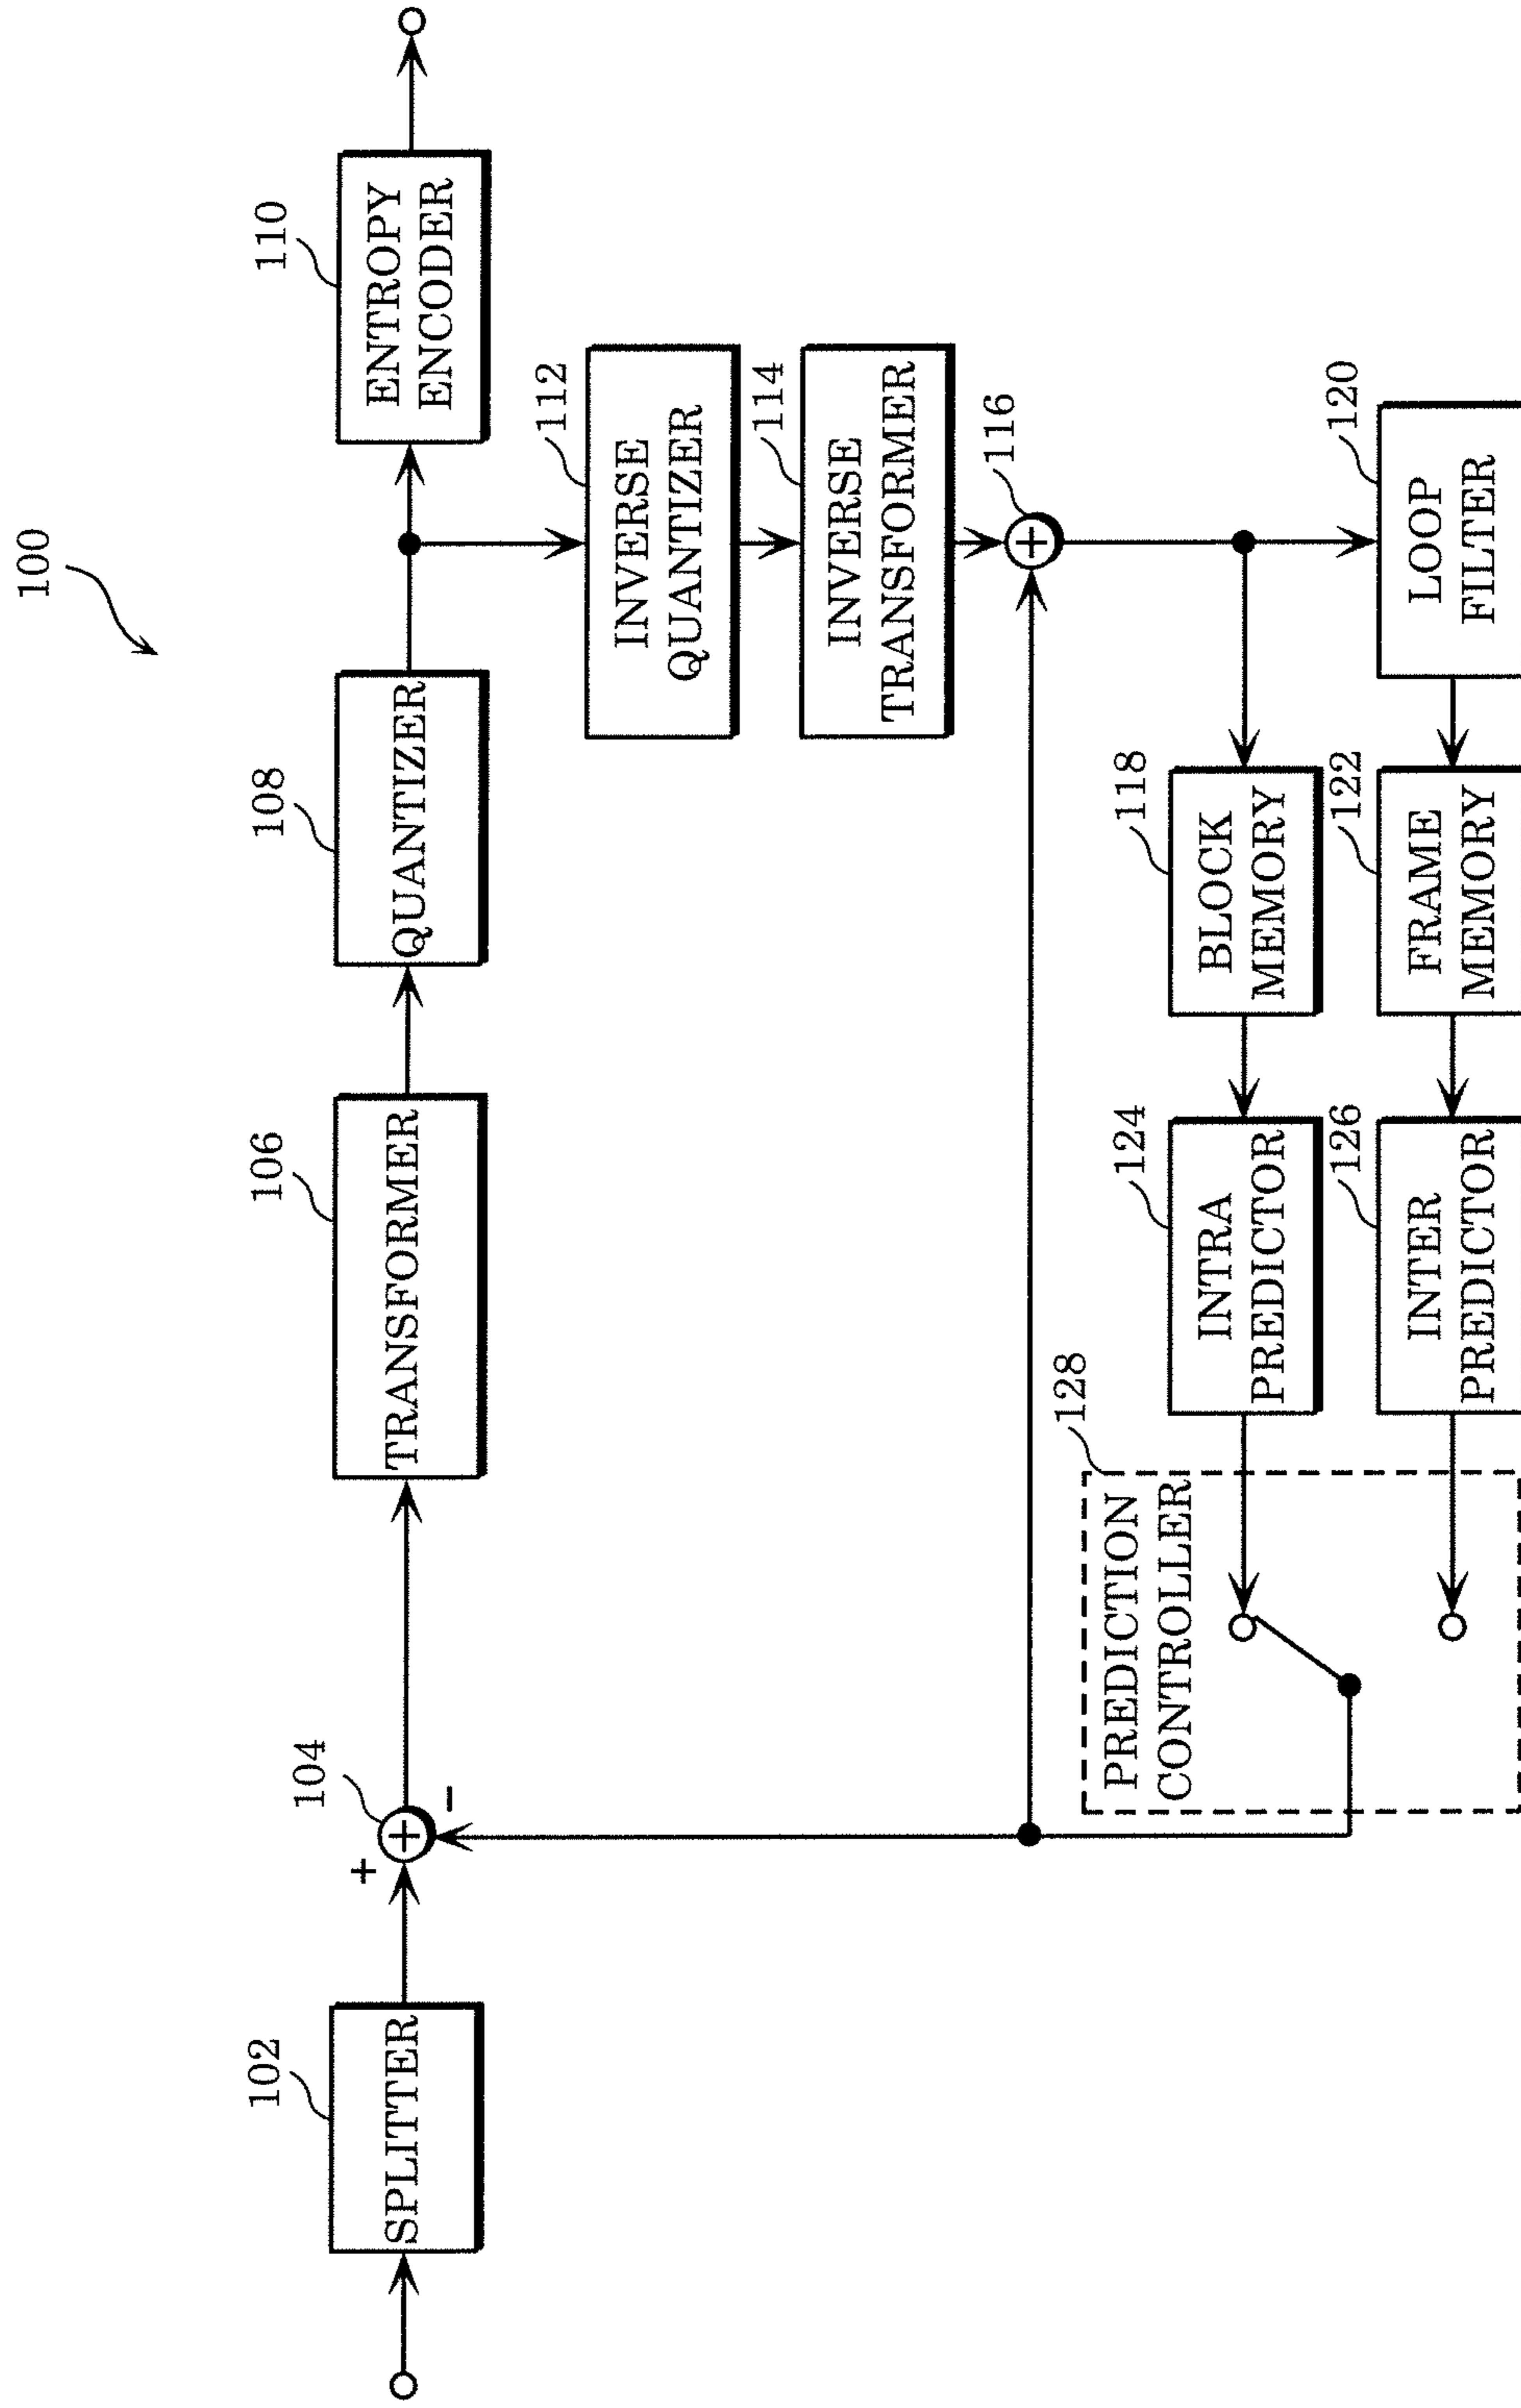 100
102
SPLITTER
104
+
−
106
TRANSFORMER
108
QUANTIZER
110
ENTROPY
ENCODER
112
INVERSE
QUANTIZER
114
INVERSE
TRANSFORMER
116
+
+
128
PREDICTION
CONTROLLER
124
INTRA
PREDICTOR
118
BLOCK
MEMORY
126
INTER
PREDICTOR
122
FRAME
MEMORY
120
LOOP
FILTER